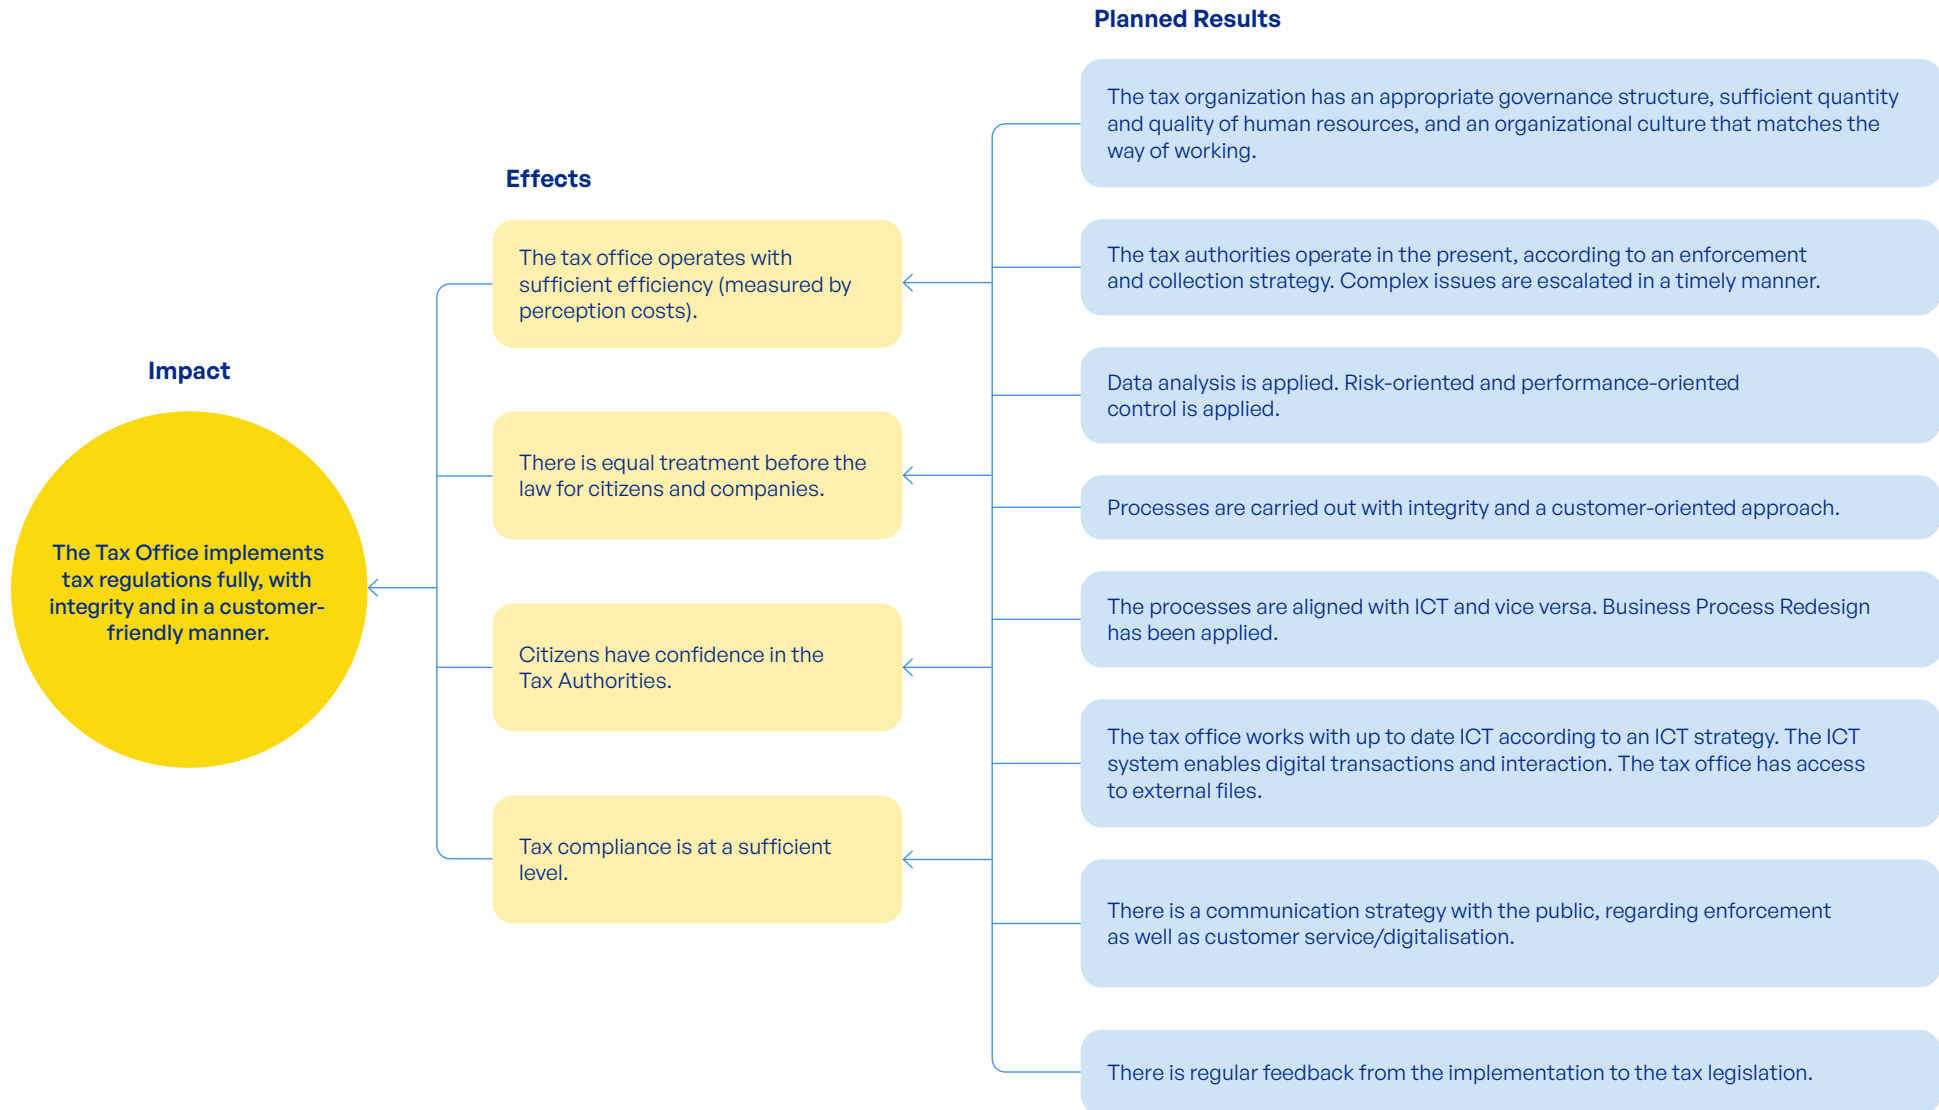 Planned Results
The tax organization has an appropriate governance structure, sufficient quantity
and quality of human resources, and an organizational culture that matches the
way of working.
The tax authorities operate in the present, according to an enforcement
and collection strategy. Complex issues are escalated in a timely manner.
Data analysis is applied. Risk-oriented and performance-oriented
control is applied.
Processes are carried out with integrity and a customer-oriented approach.
The processes are aligned with ICT and vice versa. Business Process Redesign
has been applied.
The tax office works with up to date ICT according to an ICT strategy. The ICT
system enables digital transactions and interaction. The tax office has access
to external files.
There is a communication strategy with the public, regarding enforcement
as well as customer service/digitalisation.
There is regular feedback from the implementation to the tax legislation.
Effects
The tax office operates with
sufficient efficiency (measured by
perception costs).
There is equal treatment before the
law for citizens and companies.
Citizens have confidence in the
Tax Authorities.
Tax compliance is at a sufficient
level.
Impact
The Tax Office implements
tax regulations fully, with
integrity and in a customer-
friendly manner.